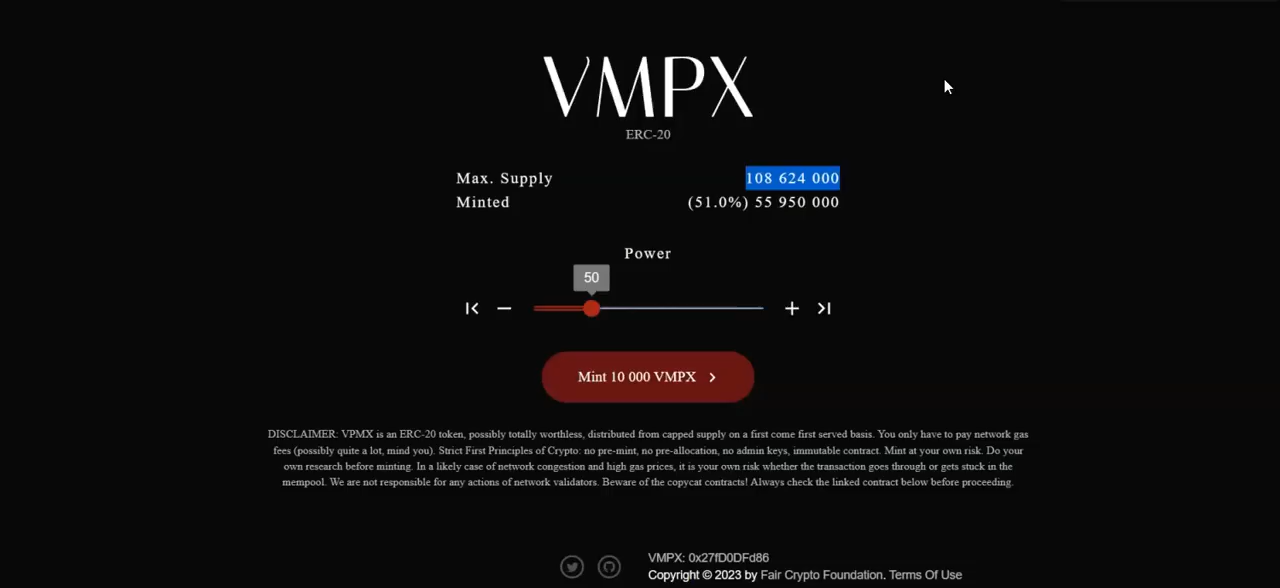 VMPX
ERC-20
Max. Supply 108 624 000
Minted (51.0%) 55 950 000
Power
50
Mint 10 000 VMPX
DISCLAIMER: VPMX is an ERC-20 token, possibly totally worthless, distributed from capped supply on a first come first served basis. You only have to pay network gas
fees (possibly quite a lot, mind you). Strict First Principles of Crypto: no pre-mint, no pre-allocation, no admin keys, immutable contract. Mint at your own risk. Do your
own research before minting. In a likely case of network congestion and high gas prices, it is your own risk whether the transaction goes through or gets stuck in the
mempool. We are not responsible for any actions of network validators. Beware of the copycat contracts! Always check the linked contract below before proceeding.
VMPX: 0x27fD0DFd86
Copyright © 2023 by Fair Crypto Foundation. Terms Of Use